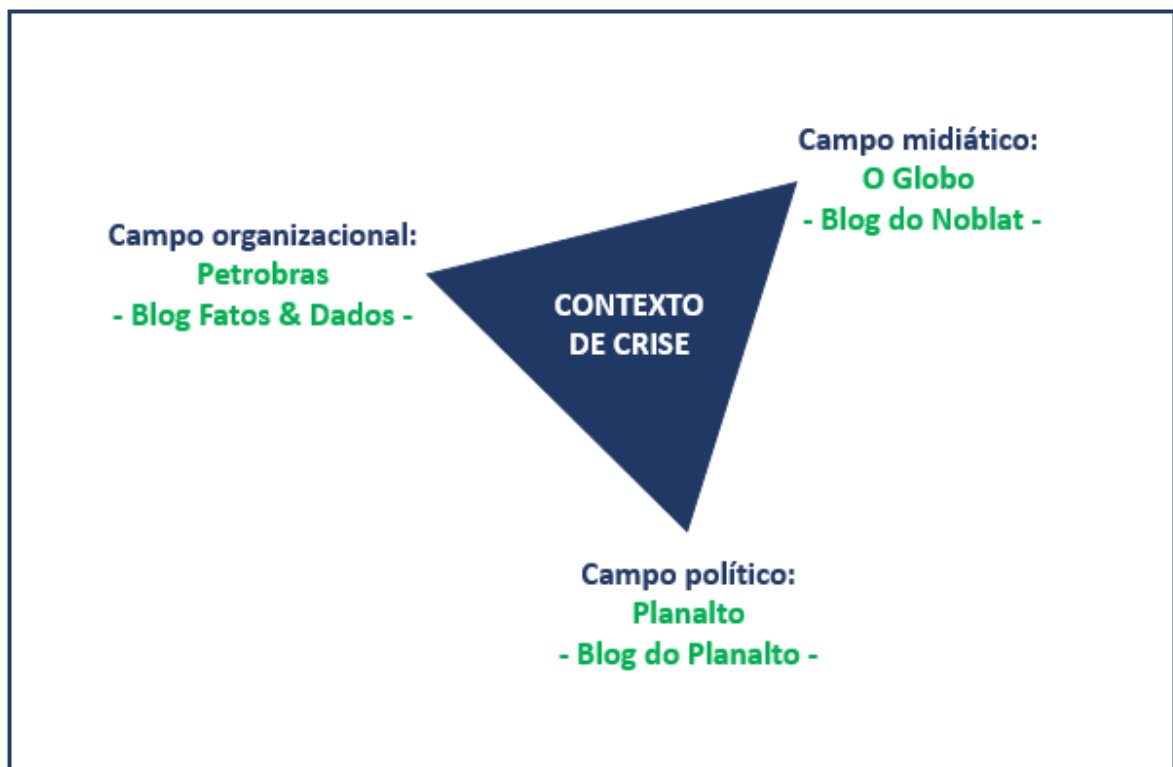 Campo midiático:
O Globo
- Blog do Noblat -
Campo organizacional:
Petrobras
- Blog Fatos & Dados -
CONTEXTO
DE CRISE
Campo político:
Planalto
- Blog do Planalto -